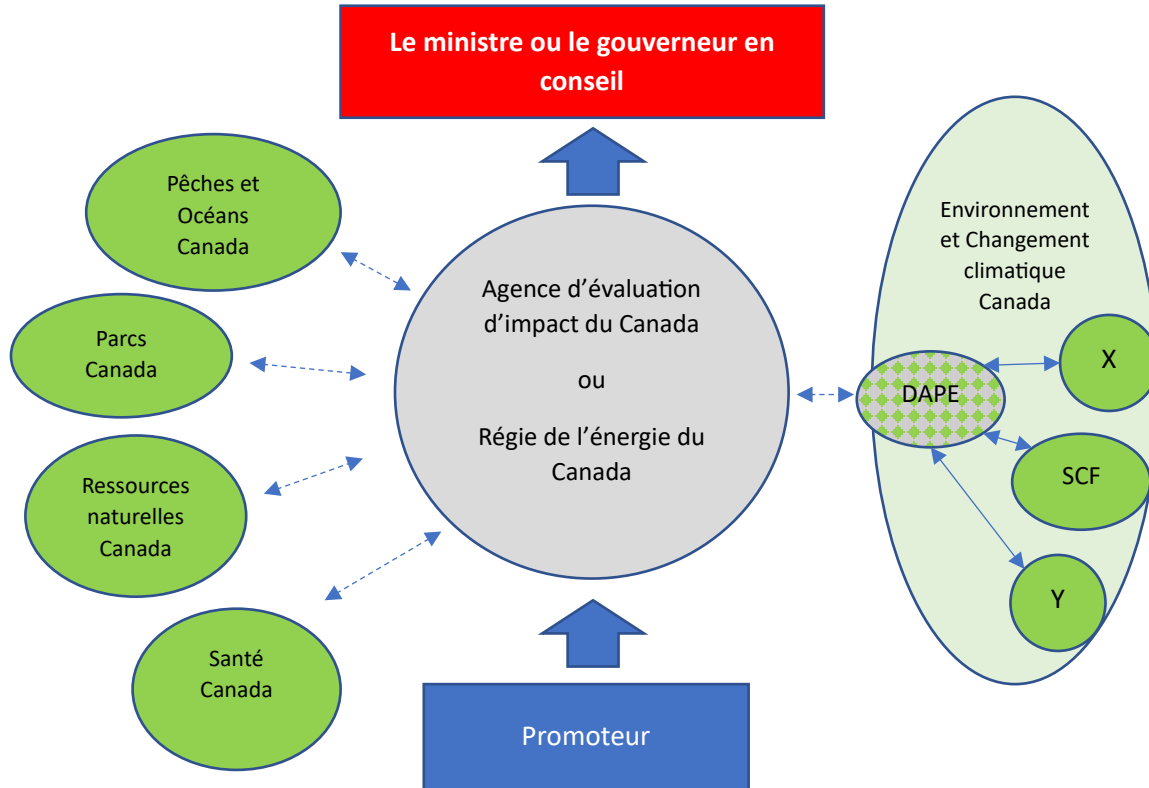 Le ministre ou le gouverneur en
conseil
Pêches et
Océans
Canada
Parcs
Canada
Ressources
naturelles
Canada
Santé
Canada
Agence d’évaluation
d’impact du Canada
ou
Régie de l’énergie du
Canada
Environnement
et Changement
climatique
Canada
DAPE
X
SCF
Y
Promoteur